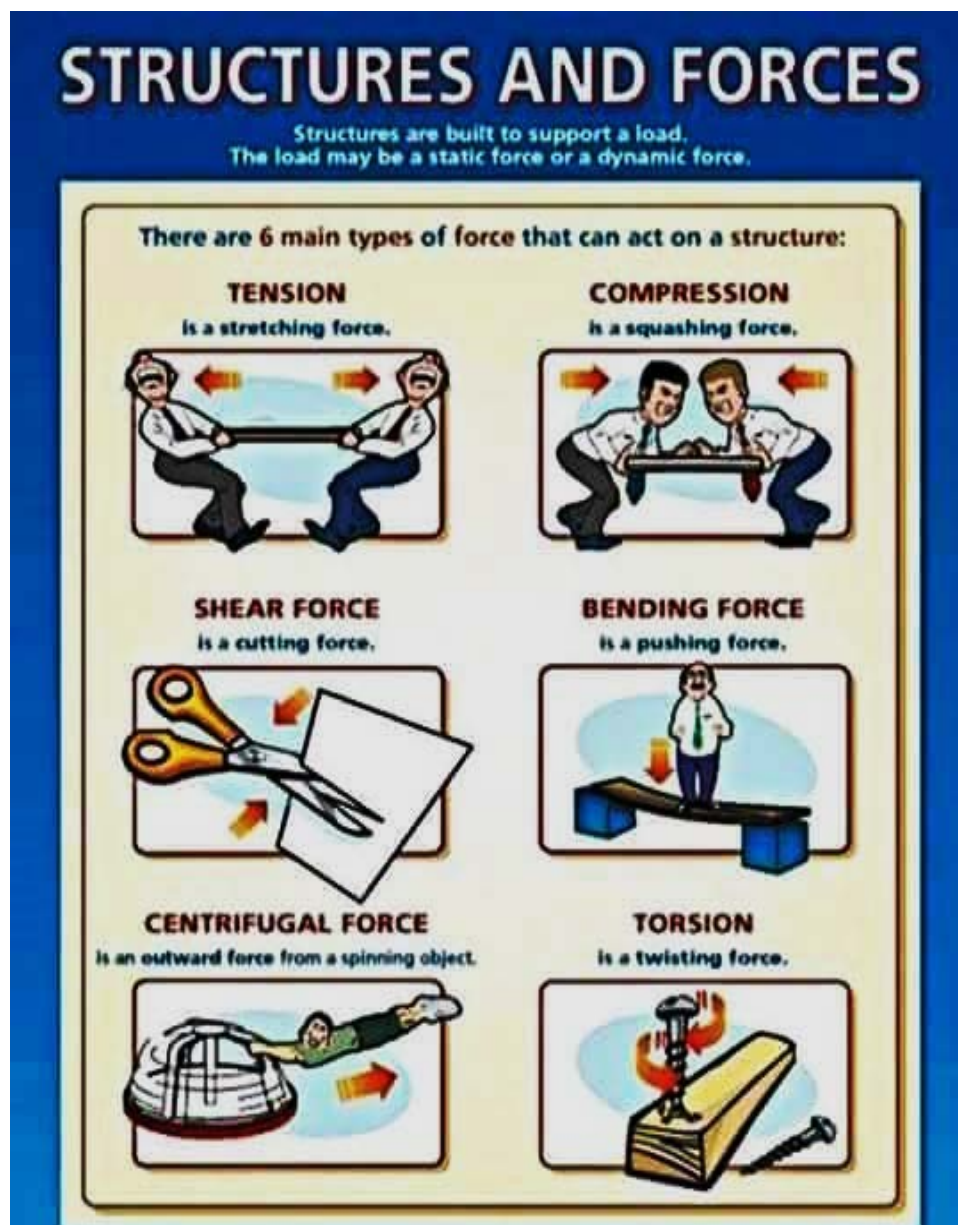 STRUCTURES AND FORCES
Structures are built to support a load.
The load may be a static force or a dynamic force.
There are 6 main types of force that can act on a structure:
TENSION
is a stretching force.
COMPRESSION
is a squashing force.
SHEAR FORCE
is a cutting force.
BENDING FORCE
is a pushing force.
CENTRIFUGAL FORCE
is an outward force from a spinning object.
TORSION
is a twisting force.